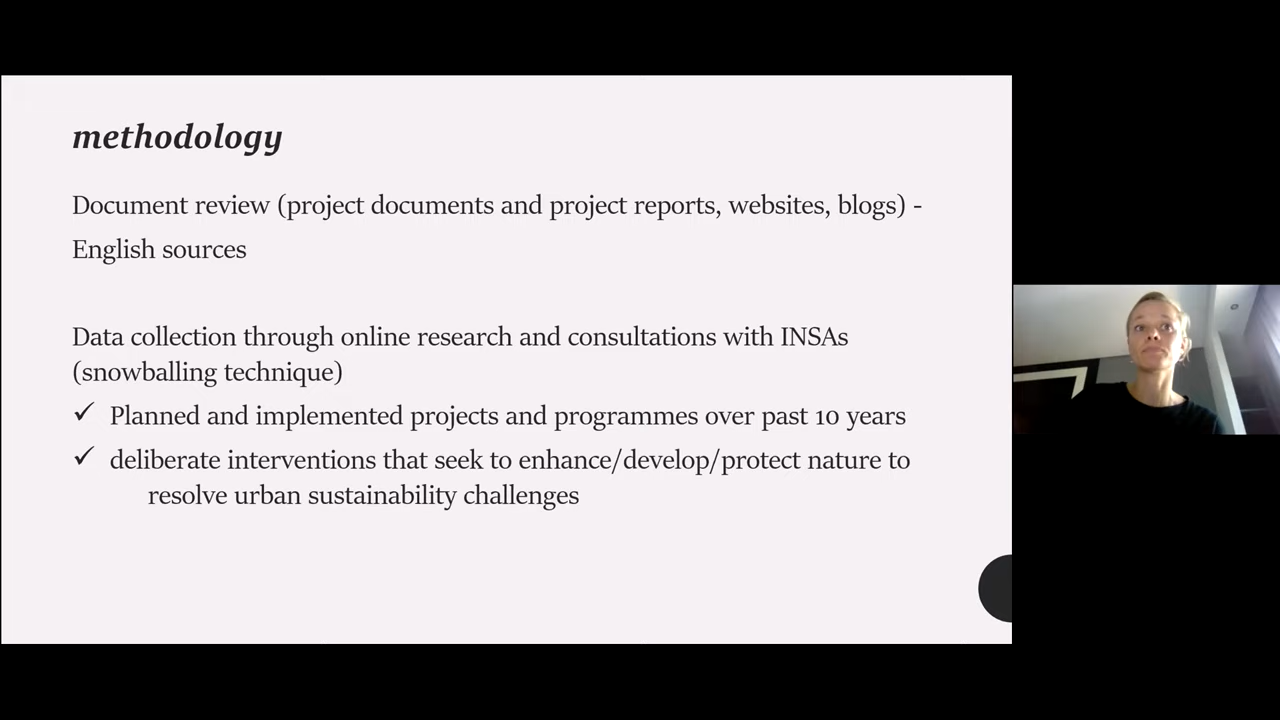 methodology
Document review (project documents and project reports, websites, blogs) -
English sources
Data collection through online research and consultations with INSAs
(snowballing technique)
✓ Planned and implemented projects and programmes over past 10 years
✓ deliberate interventions that seek to enhance/develop/protect nature to
resolve urban sustainability challenges